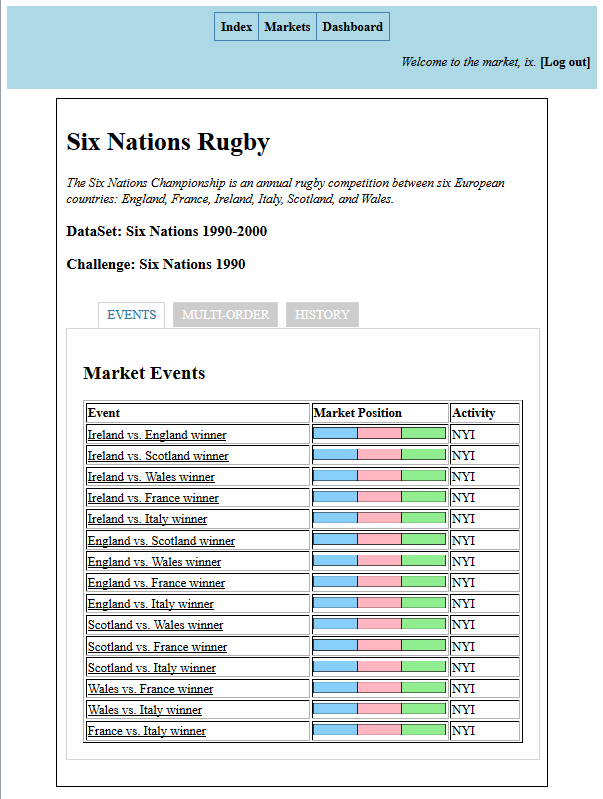 Index Markets Dashboard
Welcome to the market, ix. [Log out]
Six Nations Rugby
The Six Nations Championship is an annual rugby competition between six European
countries: England, France, Ireland, Italy, Scotland, and Wales.
DataSet: Six Nations 1990-2000
Challenge: Six Nations 1990
EVENTS MULTI-ORDER HISTORY
Market Events
Event Market Position Activity
Ireland vs. England winner NYI
Ireland vs. Scotland winner NYI
Ireland vs. Wales winner NYI
Ireland vs. France winner NYI
Ireland vs. Italy winner NYI
England vs. Scotland winner NYI
England vs. Wales winner NYI
England vs. France winner NYI
England vs. Italy winner NYI
Scotland vs. Wales winner NYI
Scotland vs. France winner NYI
Scotland vs. Italy winner NYI
Wales vs. France winner NYI
Wales vs. Italy winner NYI
France vs. Italy winner NYI